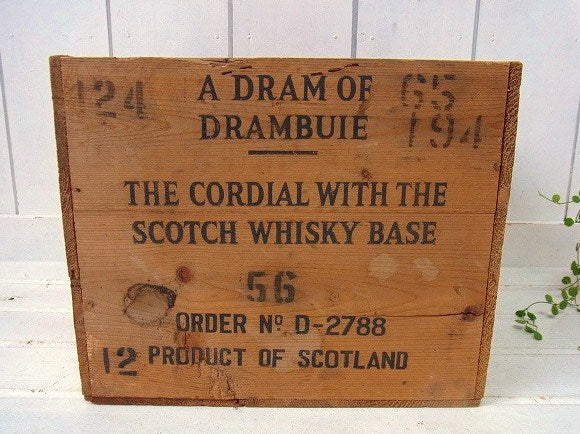 124 A DRAM OF 65
DRAMBUIE 194
THE CORDIAL WITH THE
SCOTCH WHISKY BASE
56
ORDER Nº D-2788
12 PRODUCT OF SCOTLAND